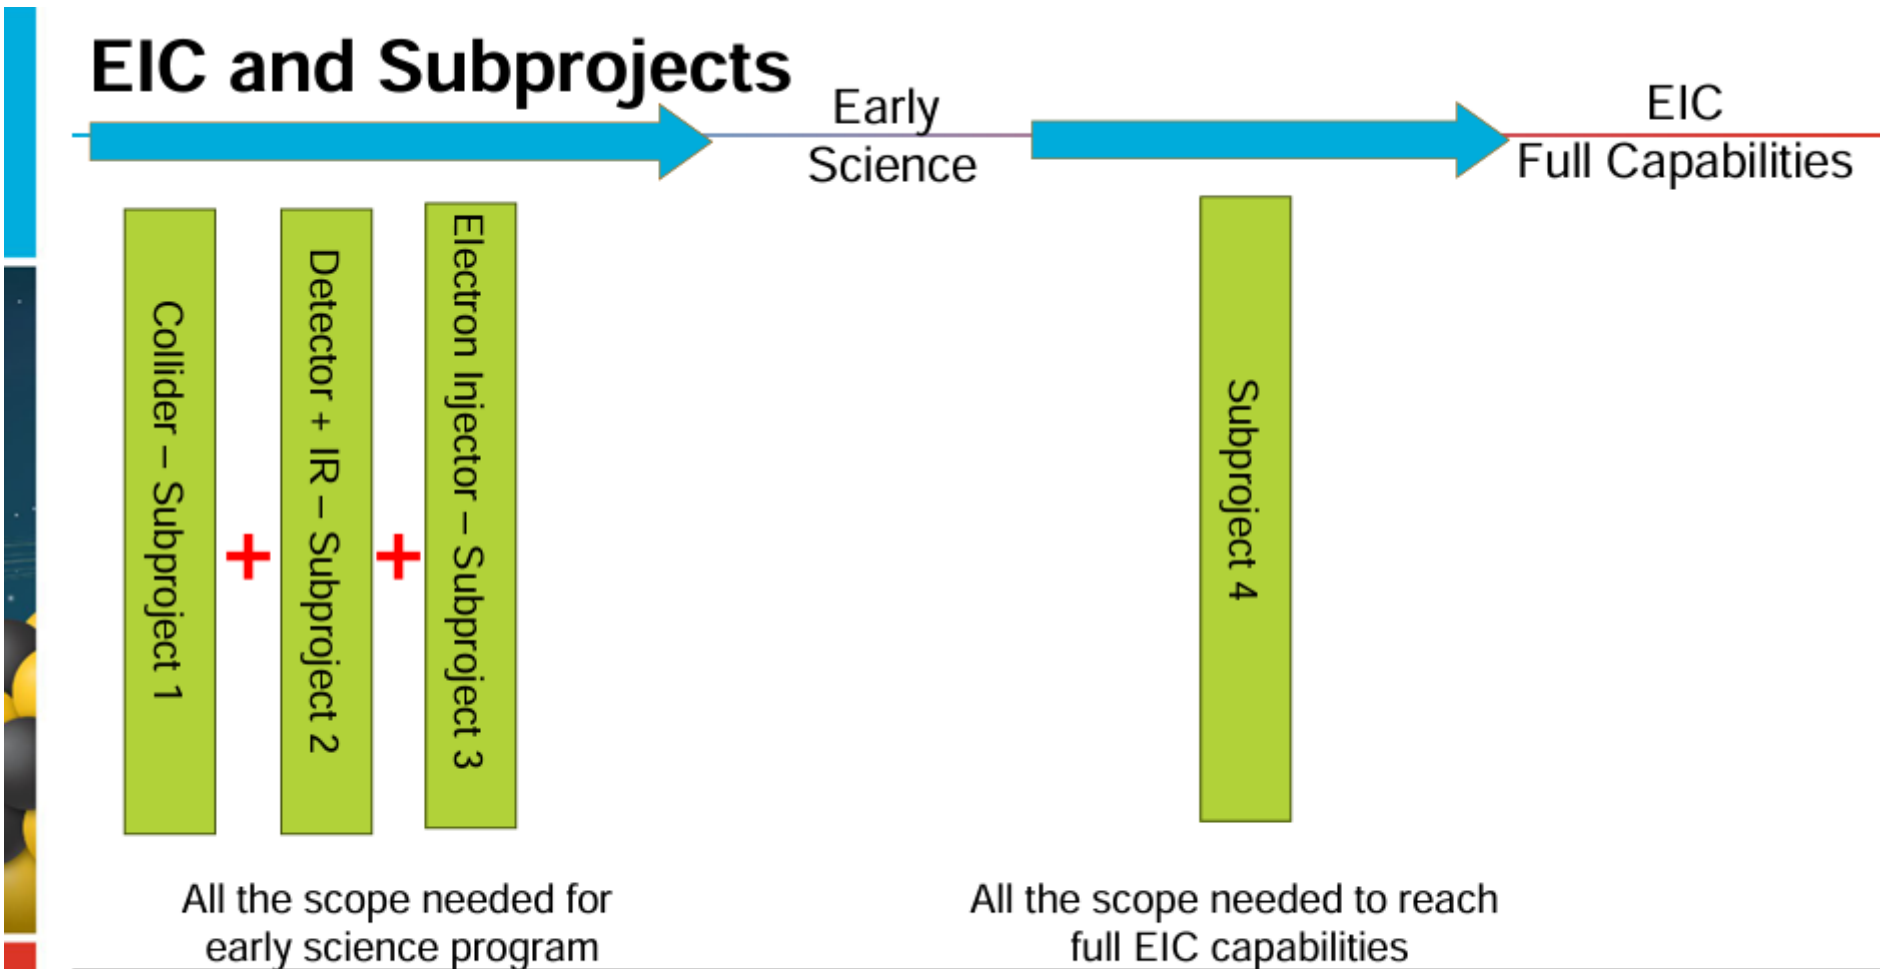 EIC and Subprojects
Early
Science
EIC
Full Capabilities
Collider – Subproject 1
+
Detector + IR – Subproject 2
+
Electron Injector – Subproject 3
Subproject 4
All the scope needed for
early science program
All the scope needed to reach
full EIC capabilities